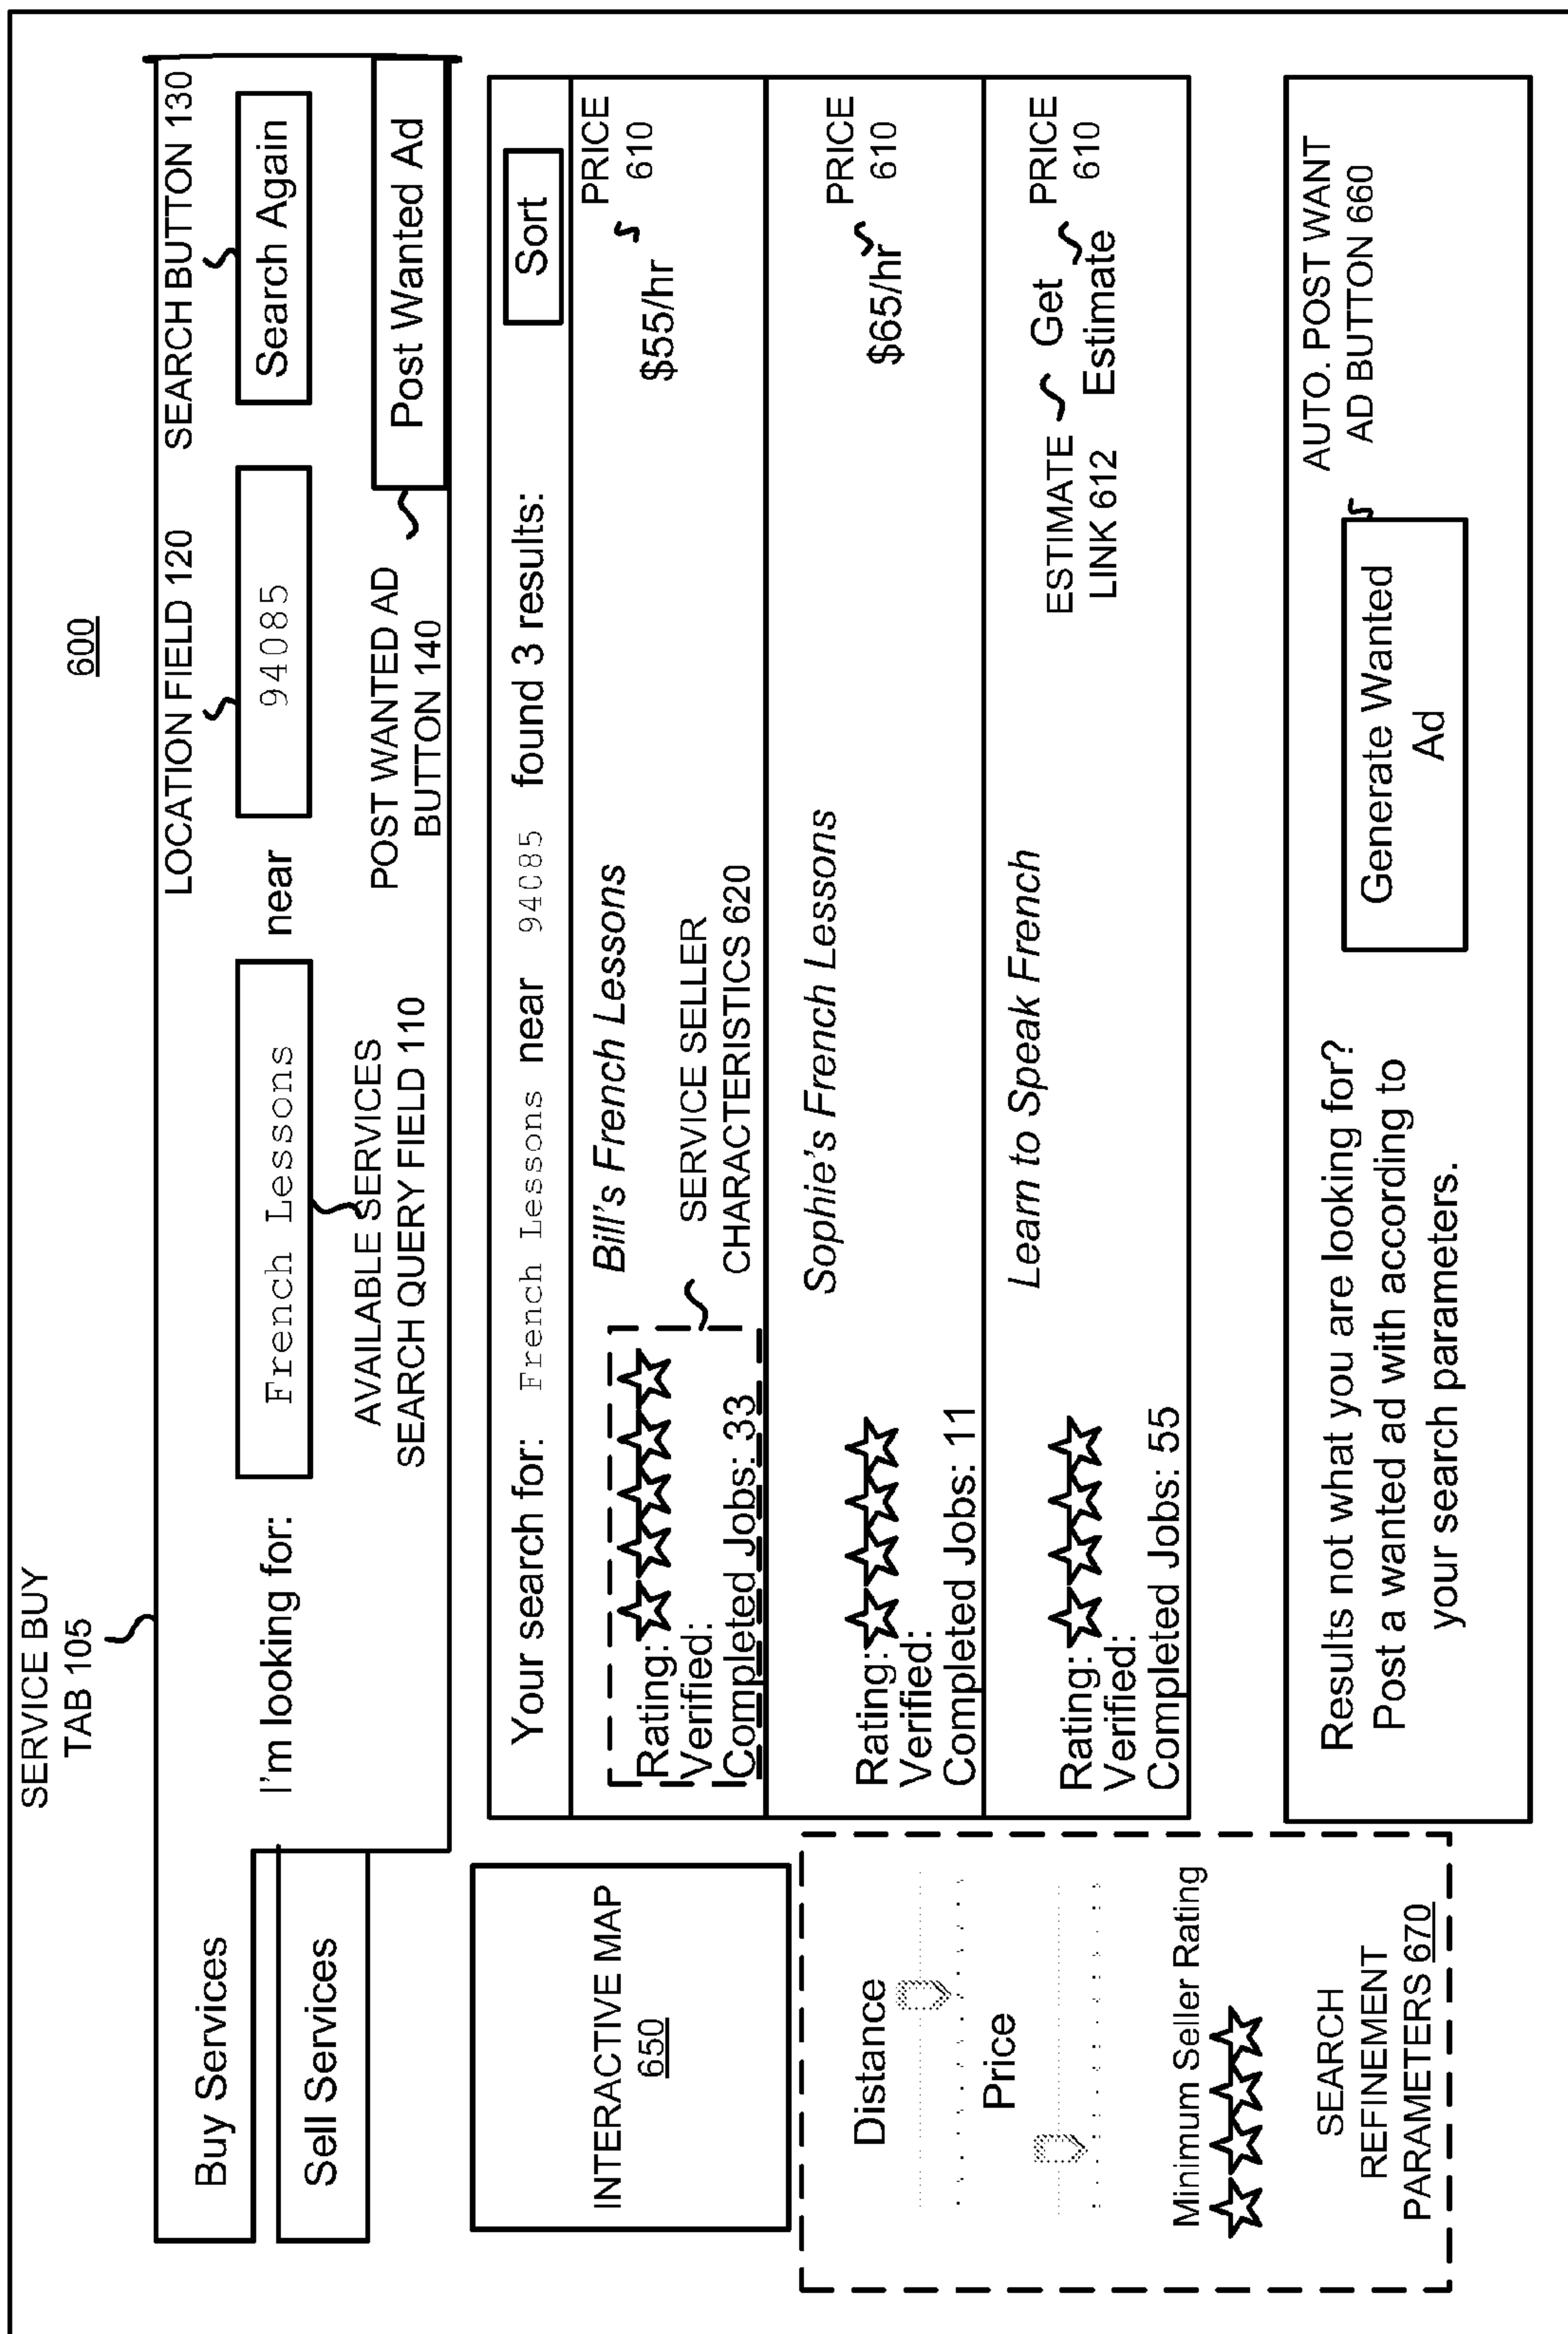 600
SERVICE BUY
TAB 105
Buy Services
Sell Services
LOCATION FIELD 120
SEARCH BUTTON 130
I'm looking for:
French Lessons
near
94085
Search Again
AVAILABLE SERVICES
SEARCH QUERY FIELD 110
POST WANTED AD
BUTTON 140
Post Wanted Ad
INTERACTIVE MAP
650
Your search for: French Lessons near 94085 found 3 results:
Sort
Bill's French Lessons
PRICE
610
$55/hr
Rating:
Verified:
Completed Jobs: 33
SERVICE SELLER
CHARACTERISTICS 620
Sophie's French Lessons
PRICE
610
$65/hr
Rating:
Verified:
Completed Jobs: 11
Learn to Speak French
PRICE
610
ESTIMATE
LINK 612
Get
Estimate
Rating:
Verified:
Completed Jobs: 55
Distance
Price
Minimum Seller Rating
SEARCH
REFINEMENT
PARAMETERS 670
Results not what you are looking for?
Post a wanted ad with according to
your search parameters.
Generate Wanted
Ad
AUTO. POST WANT
AD BUTTON 660